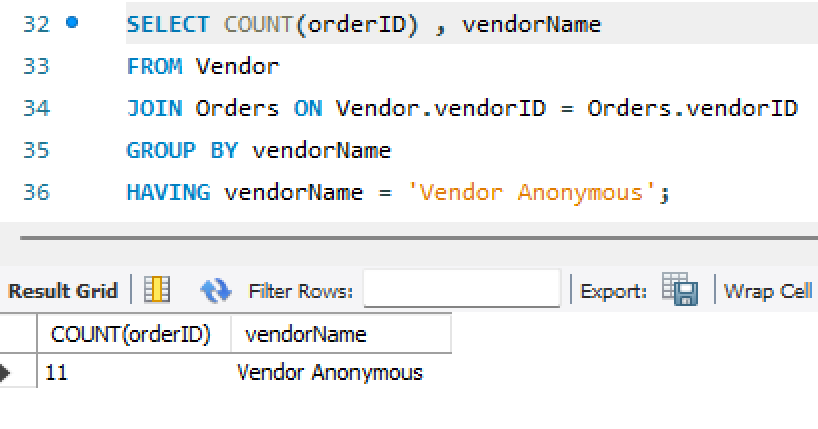 32 SELECT COUNT(orderID) , vendorName
33 FROM Vendor
34 JOIN Orders ON Vendor.vendorID = Orders.vendorID
35 GROUP BY vendorName
36 HAVING vendorName = 'Vendor Anonymous';
Result Grid Filter Rows: Export: Wrap Cell
COUNT(orderID) vendorName
11 Vendor Anonymous